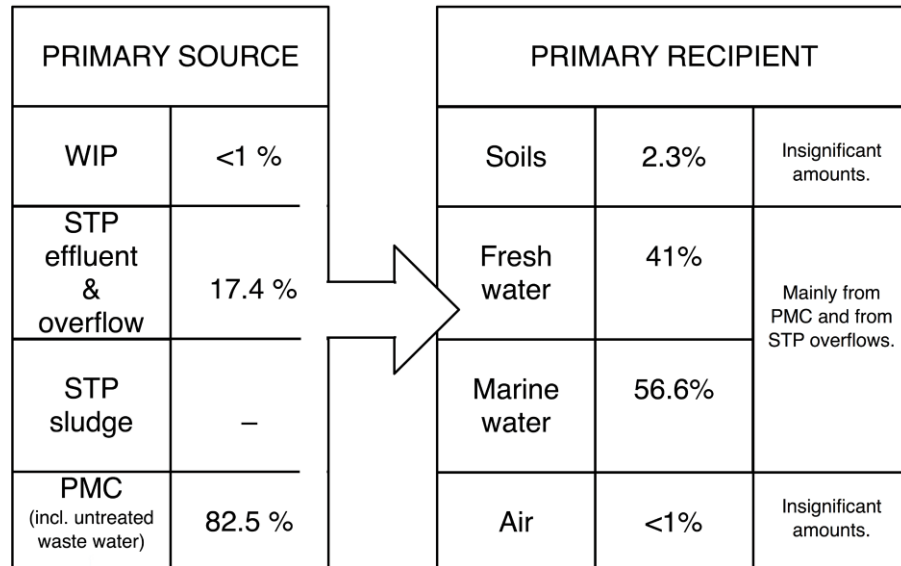 PRIMARY SOURCE
WIP
<1 %
STP
effluent
&
overflow
17.4 %
STP
sludge
–
PMC
(incl. untreated
waste water)
82.5 %
PRIMARY RECIPIENT
Soils
2.3%
Insignificant
amounts.
Fresh
water
41%
Mainly from
PMC and from
STP overflows.
Marine
water
56.6%
Air
<1%
Insignificant
amounts.